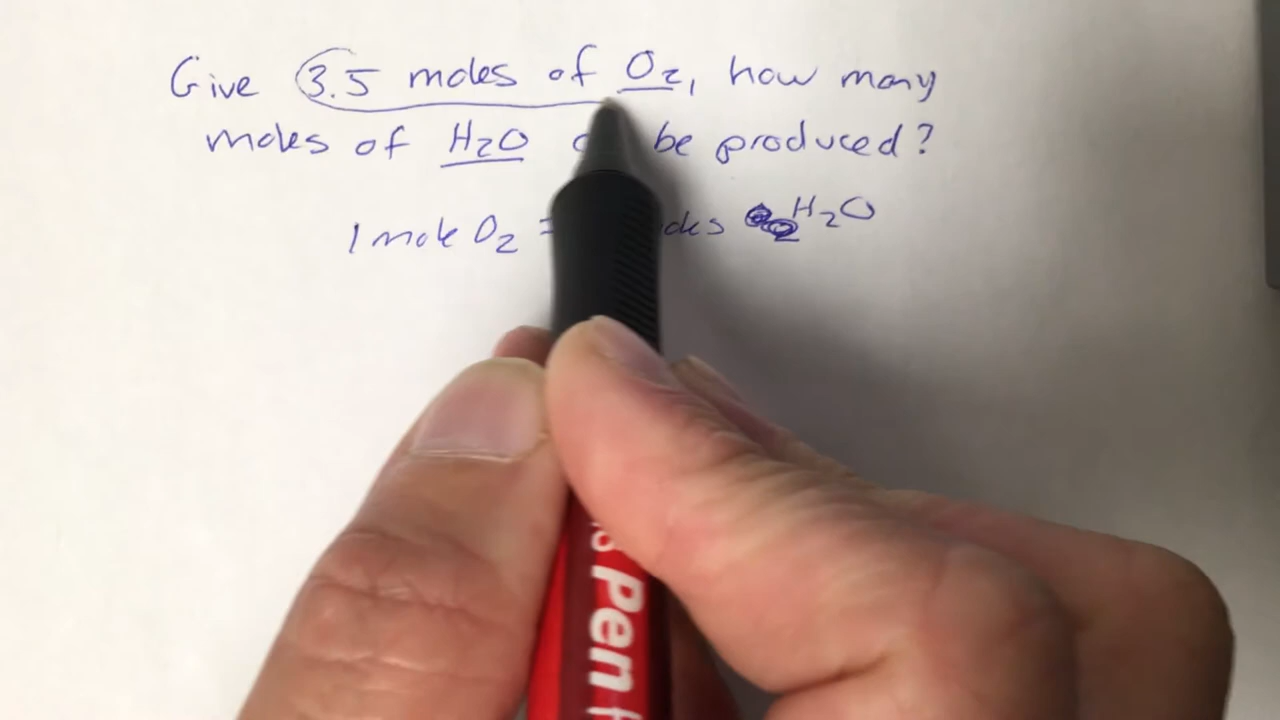 Give 3.5 moles of O2, how many
moles of H2O be produced?
1 mole O2 = H2O
Pen